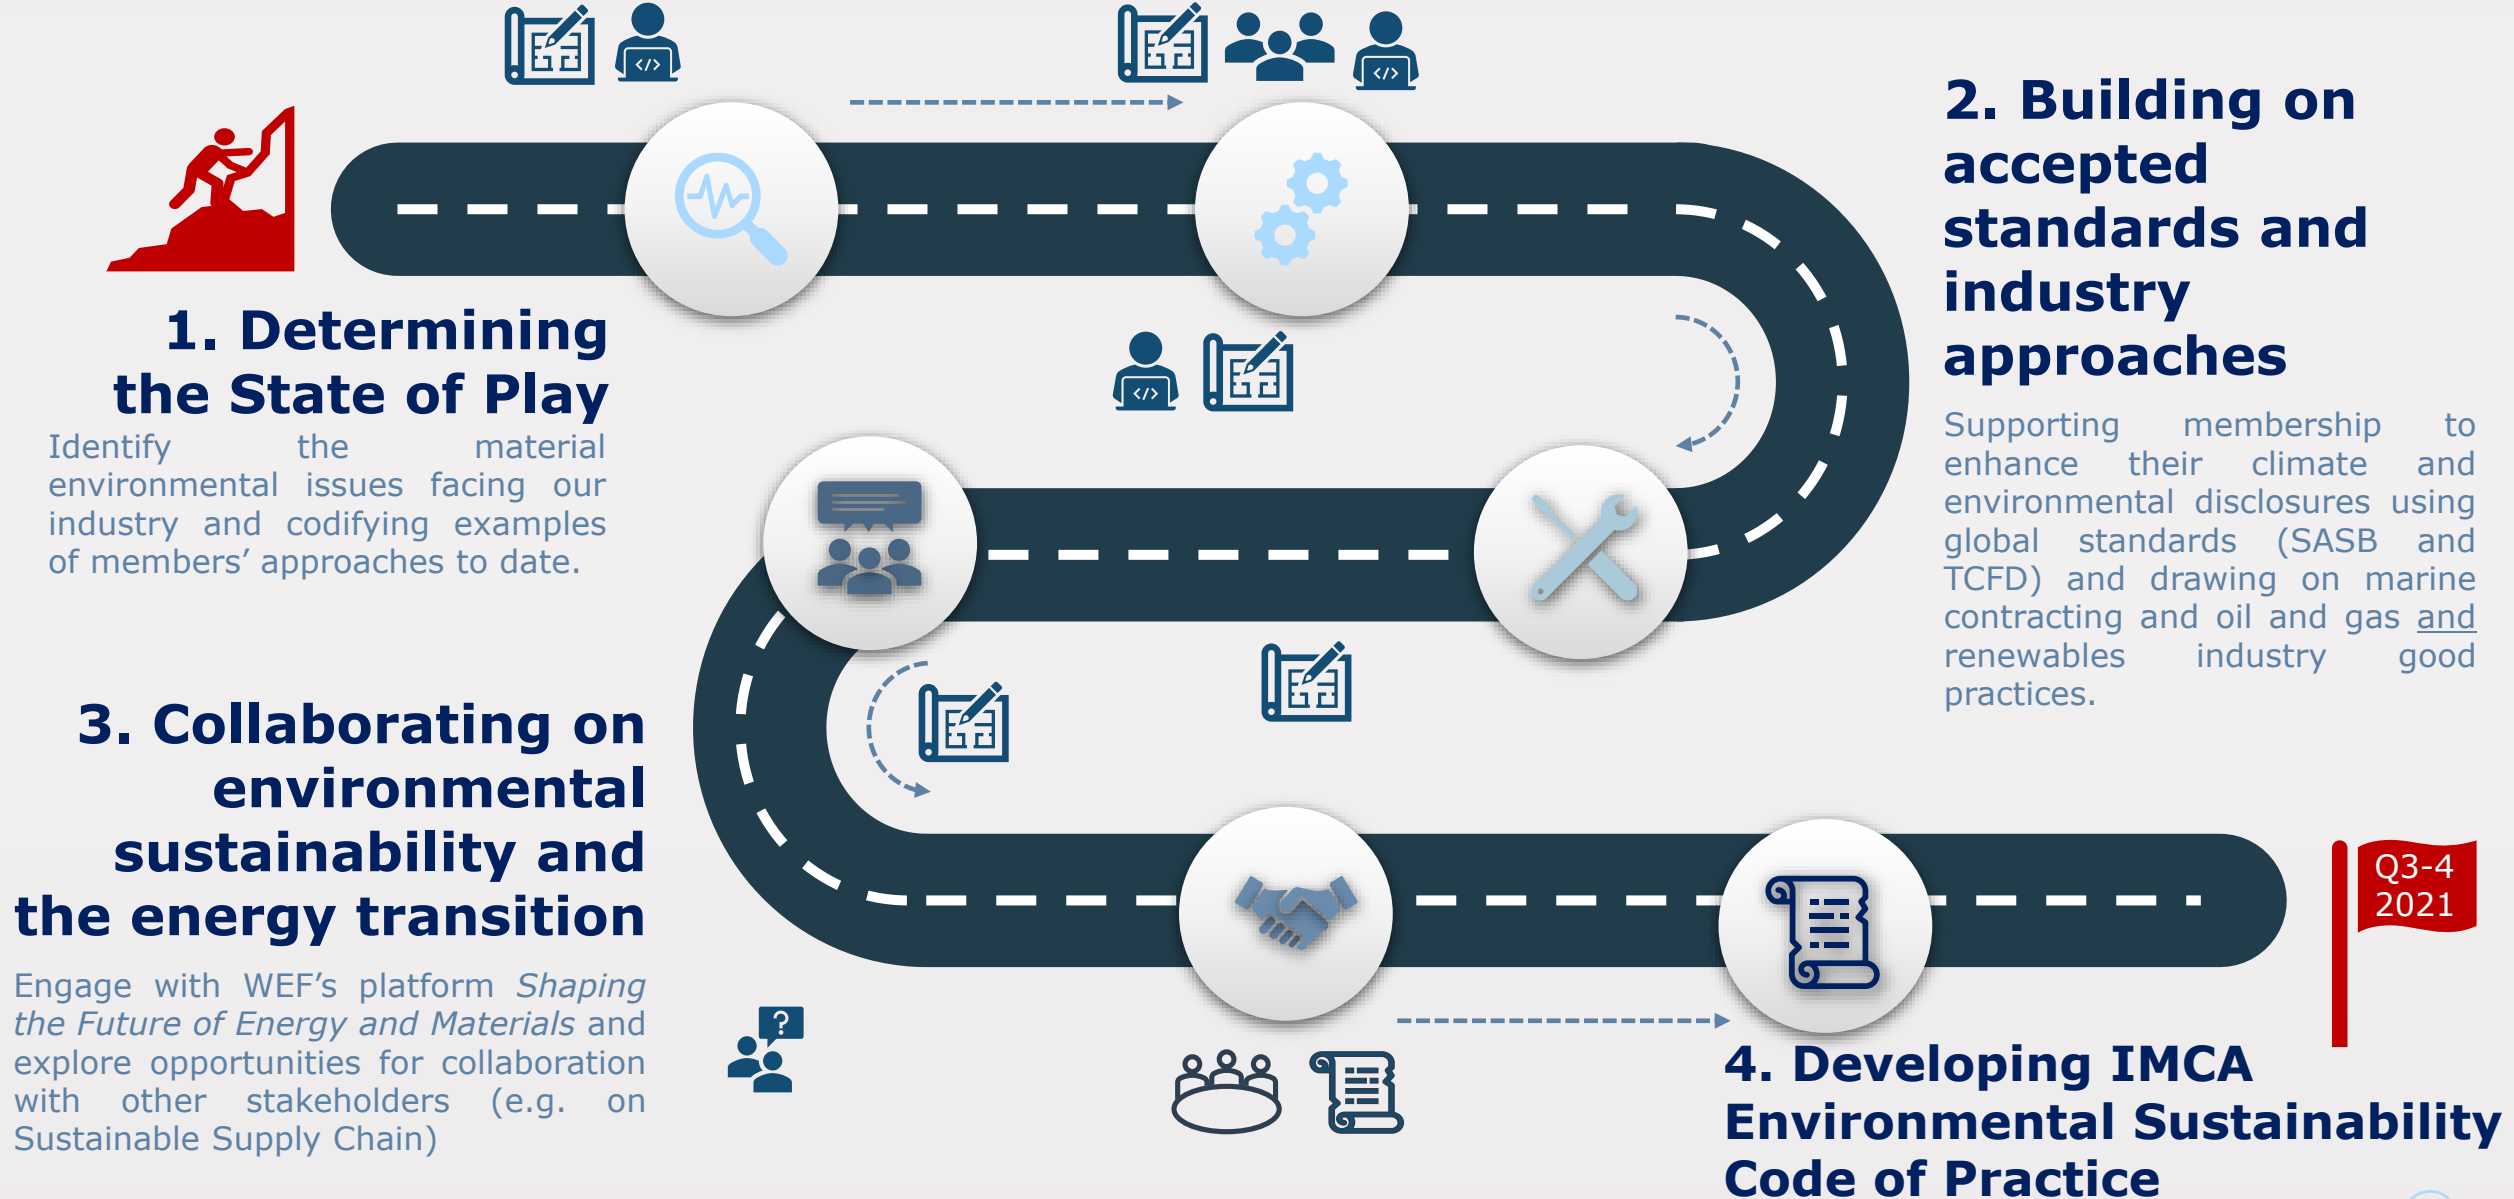 1. Determining
the State of Play
Identify the material
environmental issues facing our
industry and codifying examples
of members’ approaches to date.
2. Building on
accepted
standards and
industry
approaches
Supporting membership to
enhance their climate and
environmental disclosures using
global standards (SASB and
TCFD) and drawing on marine
contracting and oil and gas and
renewables industry good
practices.
3. Collaborating on
environmental
sustainability and
the energy transition
Engage with WEF’s platform Shaping
the Future of Energy and Materials and
explore opportunities for collaboration
with other stakeholders (e.g. on
Sustainable Supply Chain)
Q3-4
2021
4. Developing IMCA
Environmental Sustainability
Code of Practice